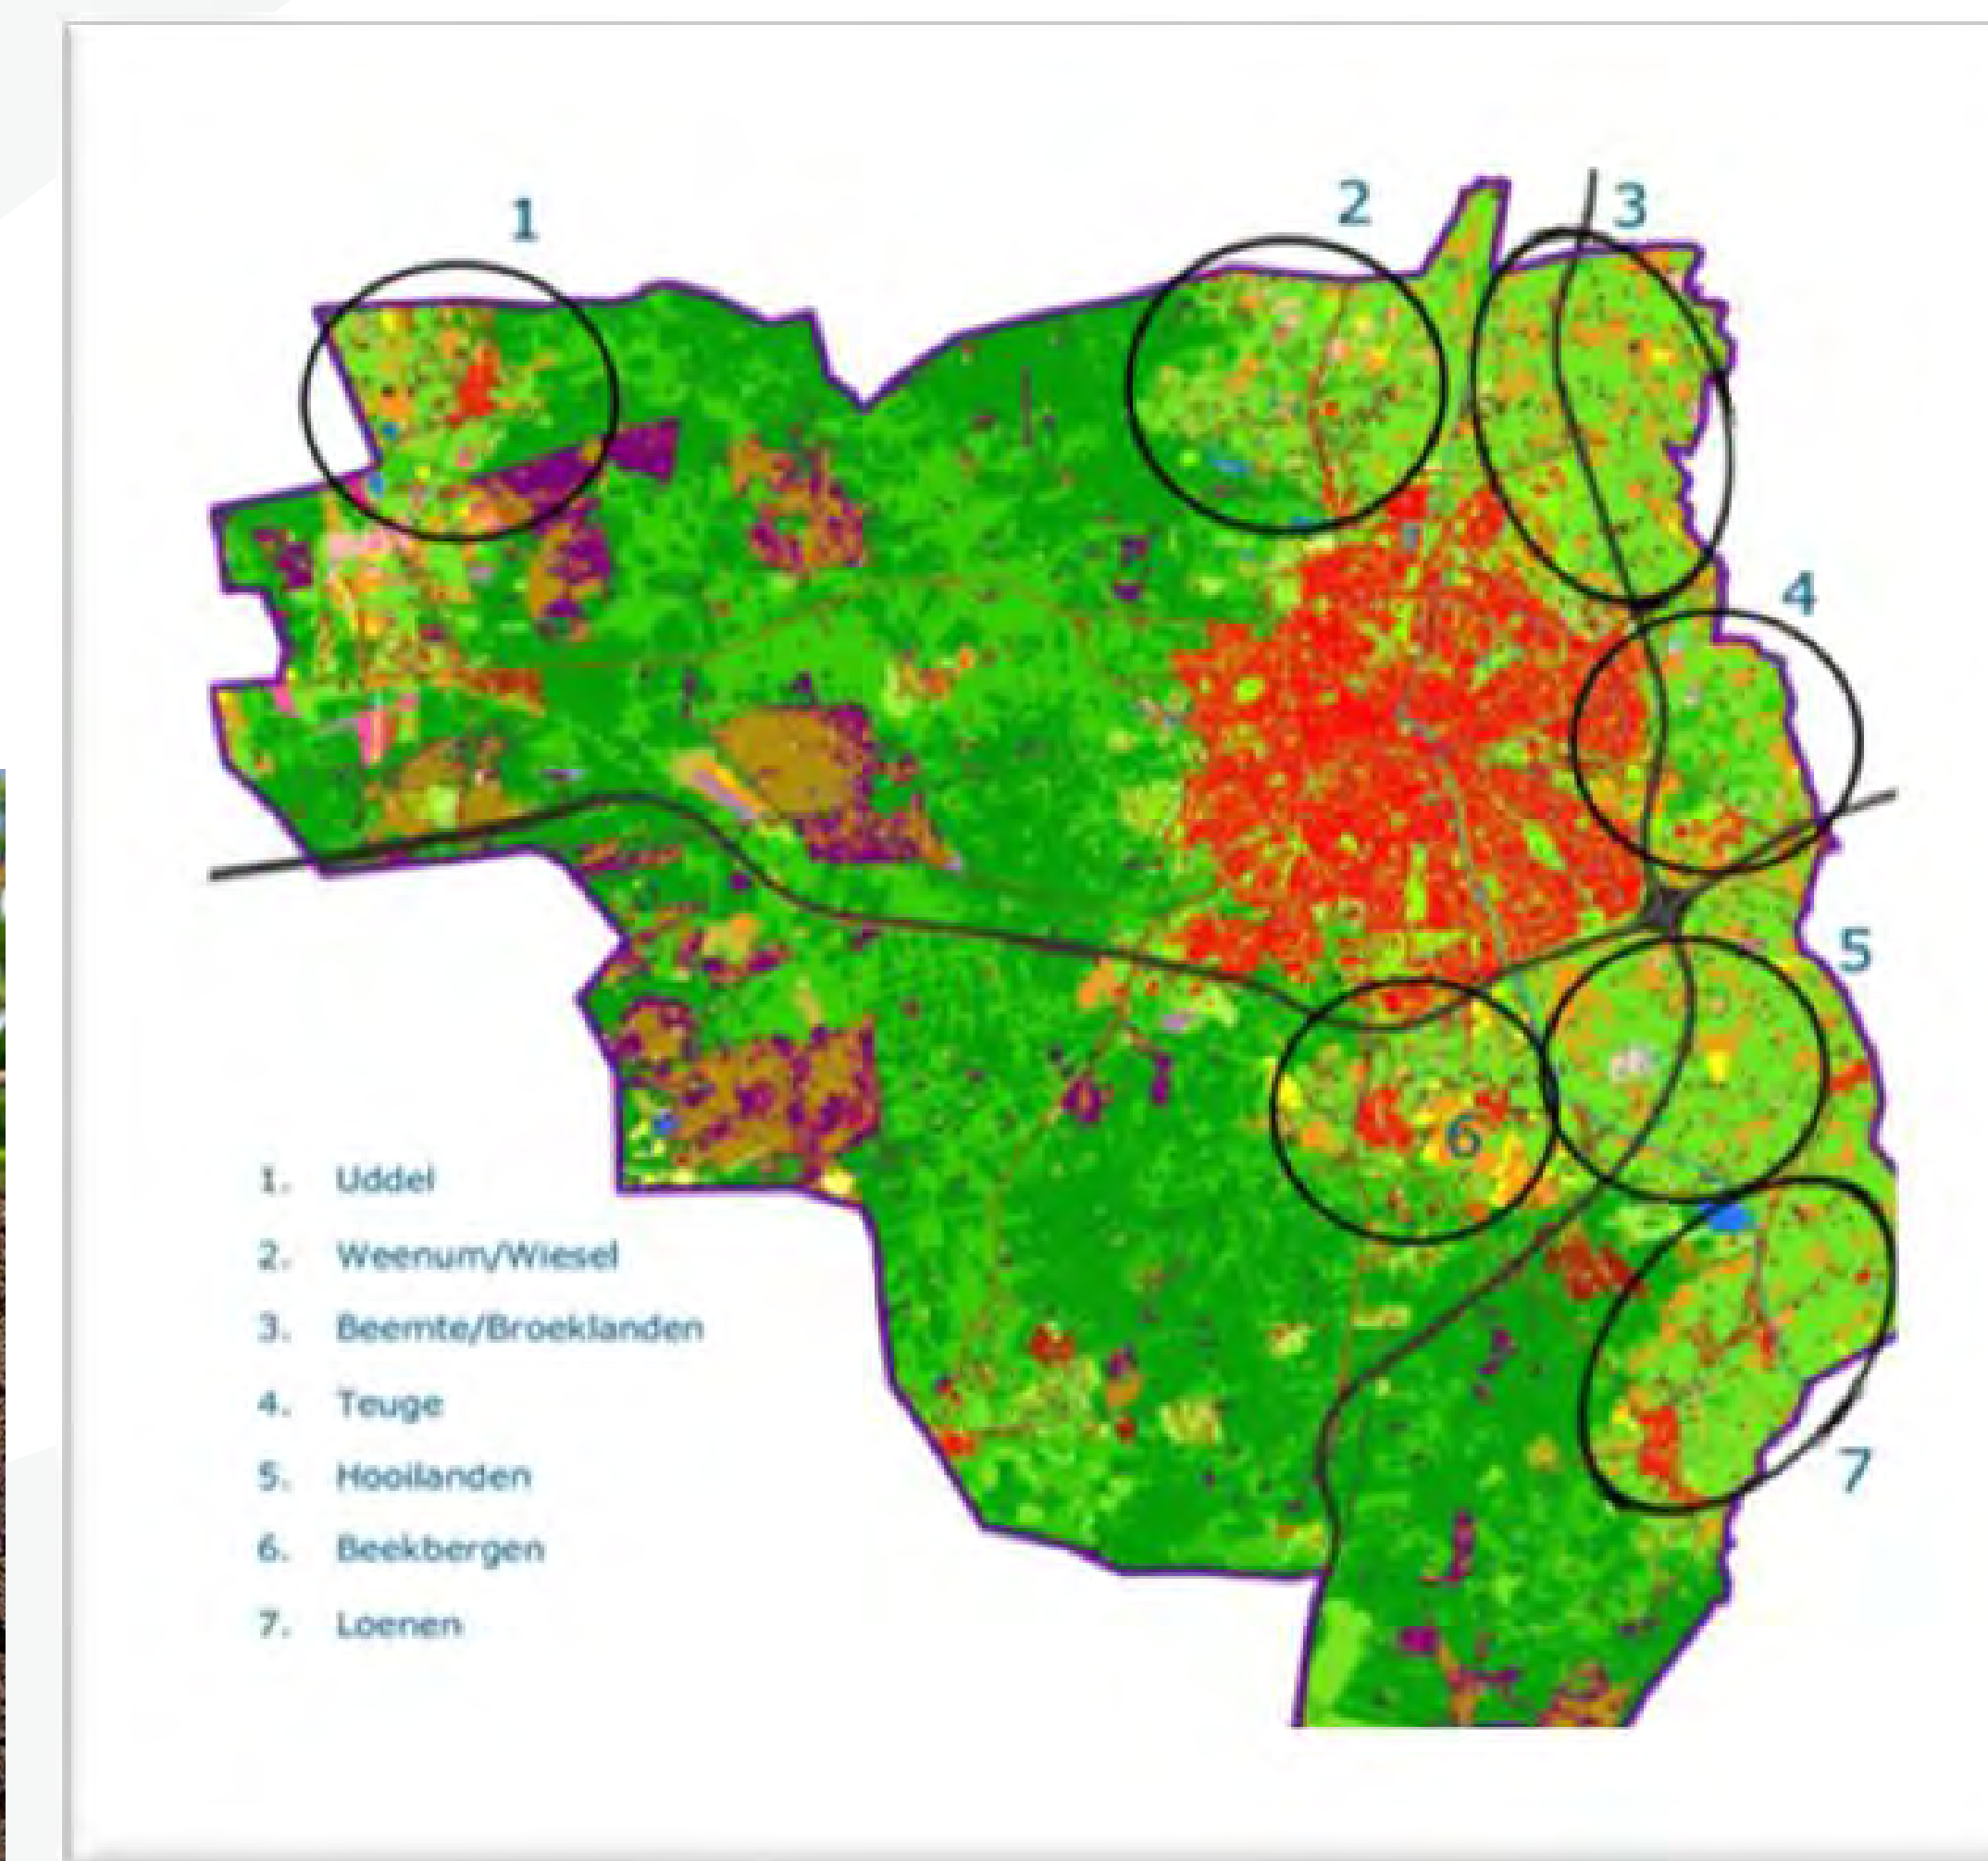 1
2
3
4
5
6
7
1. Uddel
2. Weenum/Wiesel
3. Beemte/Broeklanden
4. Teuge
5. Hooilanden
6. Beekbergen
7. Loenen